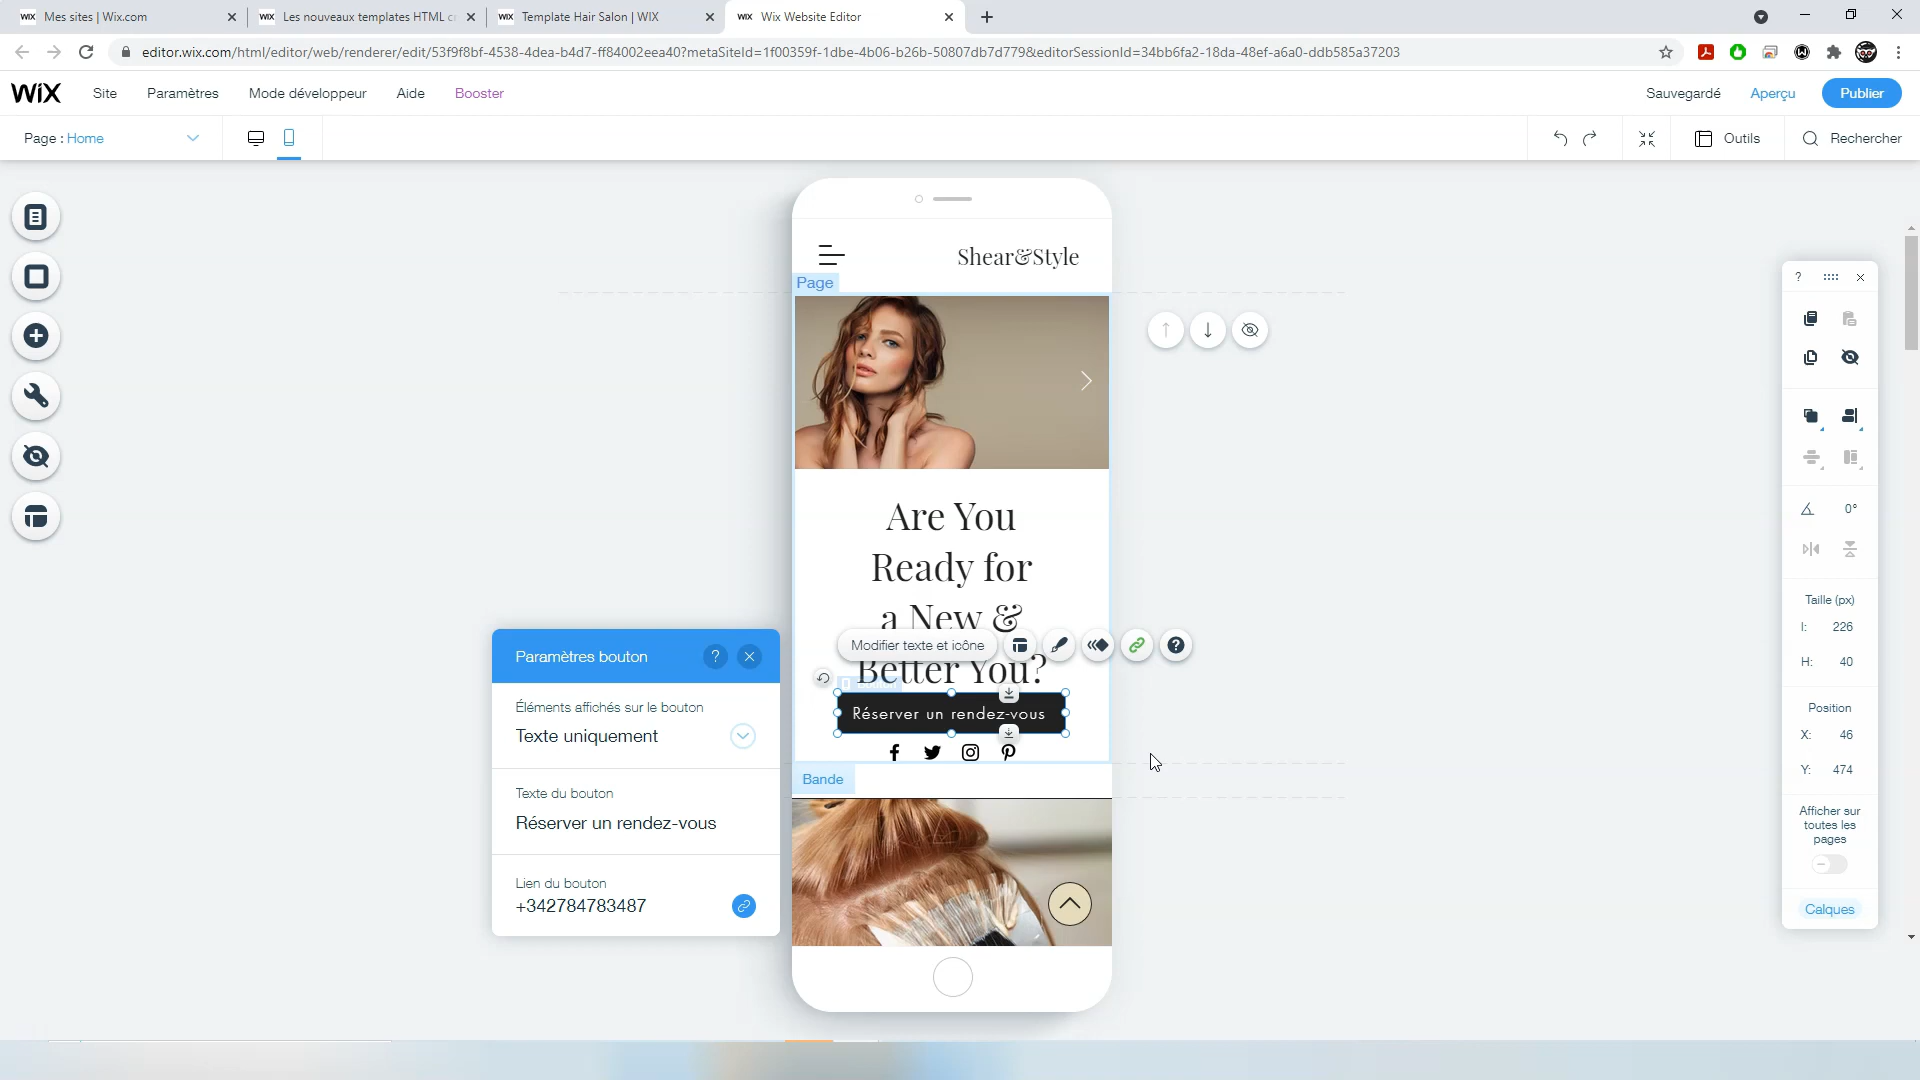 WiX Mes sites | Wix.com
WiX Les nouveaux templates HTML c
WiX Template Hair Salon | WIX
WiX Wix Website Editor
editor.wix.com/html/editor/web/renderer/edit/53f9f8bf-4538-4dea-b4d7-ff84002eea40?metaSiteId=1f00359f-1dbe-4b06-b26b-50807db7d779&editorSessionId=34bb6fa2-18da-48ef-a6a0-ddb585a37203
WiX Site Paramètres Mode développeur Aide Booster Sauvegardé Aperçu Publier
Page : Home Outils Rechercher
Shear&Style
Page
Are You
Ready for
a New &
Better You?
Modifier texte et icône
Réserver un rendez-vous
Bande
Paramètres bouton ?
Éléments affichés sur le bouton
Texte uniquement
Texte du bouton
Réserver un rendez-vous
Lien du bouton
+342784783487
?
0°
Taille (px)
l: 226
H: 40
Position
X: 46
Y: 474
Afficher sur
toutes les
pages
Calques